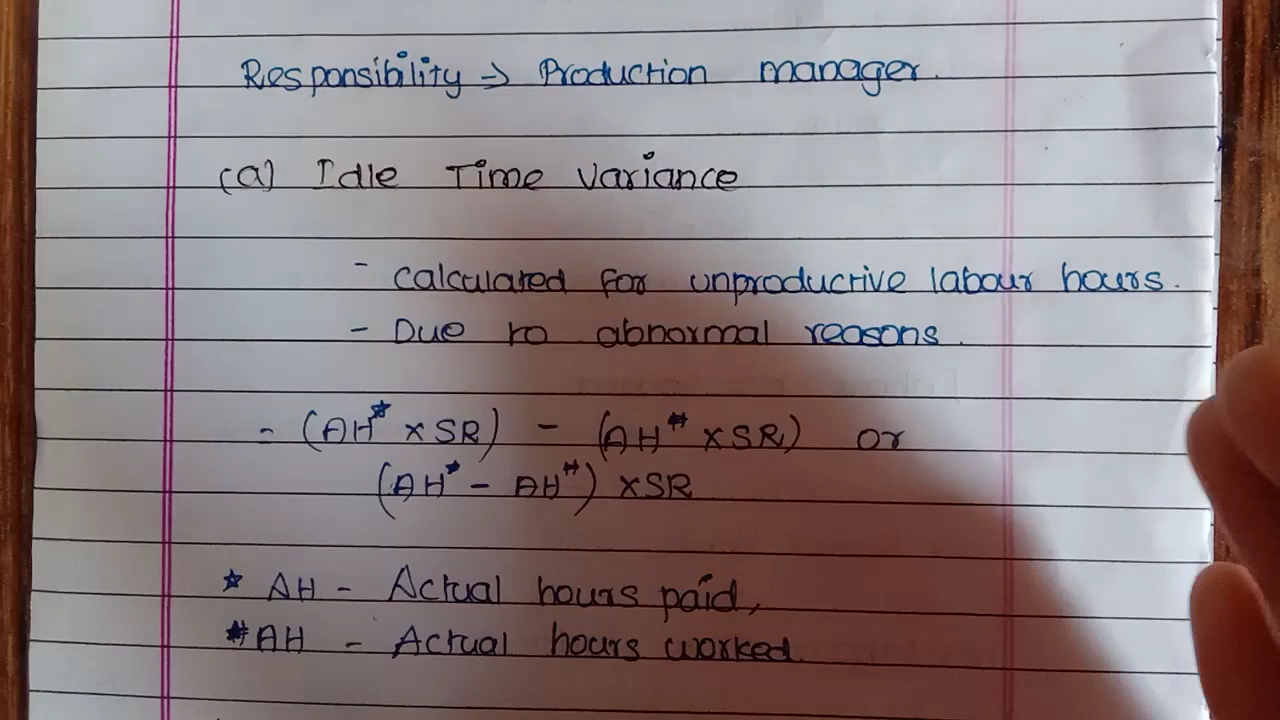 Responsibility → Production manager.
(a) Idle Time Variance
- Calculated for unproductive labour hours.
- Due to abnormal reasons.
= (AH* × SR) - (AH# × SR) or
(AH* - AH#) × SR
* AH - Actual hours paid,
# AH - Actual hours worked.